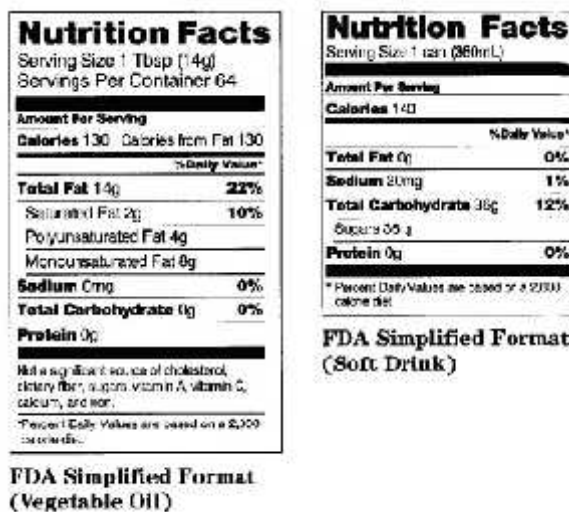 Nutrition Facts
Serving Size 1 Tbsp (14g)
Servings Per Container 64
Amount Per Serving
Calories 130 Calories from Fat 130
%Daily Value*
Total Fat 14g 22%
Saturated Fat 2g 10%
Polyunsaturated Fat 4g
Monounsaturated Fat 8g
Sodium 0mg 0%
Total Carbohydrate 0g 0%
Protein 0g
Not a significant source of cholesterol,
dietary fiber, sugars, vitamin A, vitamin C,
calcium, and iron.
*Percent Daily Values are based on a 2,000
calorie diet.
FDA Simplified Format
(Vegetable Oil)
Nutrition Facts
Serving Size 1 can (360mL)
Amount Per Serving
Calories 140
%Daily Value*
Total Fat 0g 0%
Sodium 20mg 1%
Total Carbohydrate 36g 12%
Sugars 36 g
Protein 0g 0%
* Percent Daily Values are based on a 2,000
calorie diet
FDA Simplified Format
(Soft Drink)